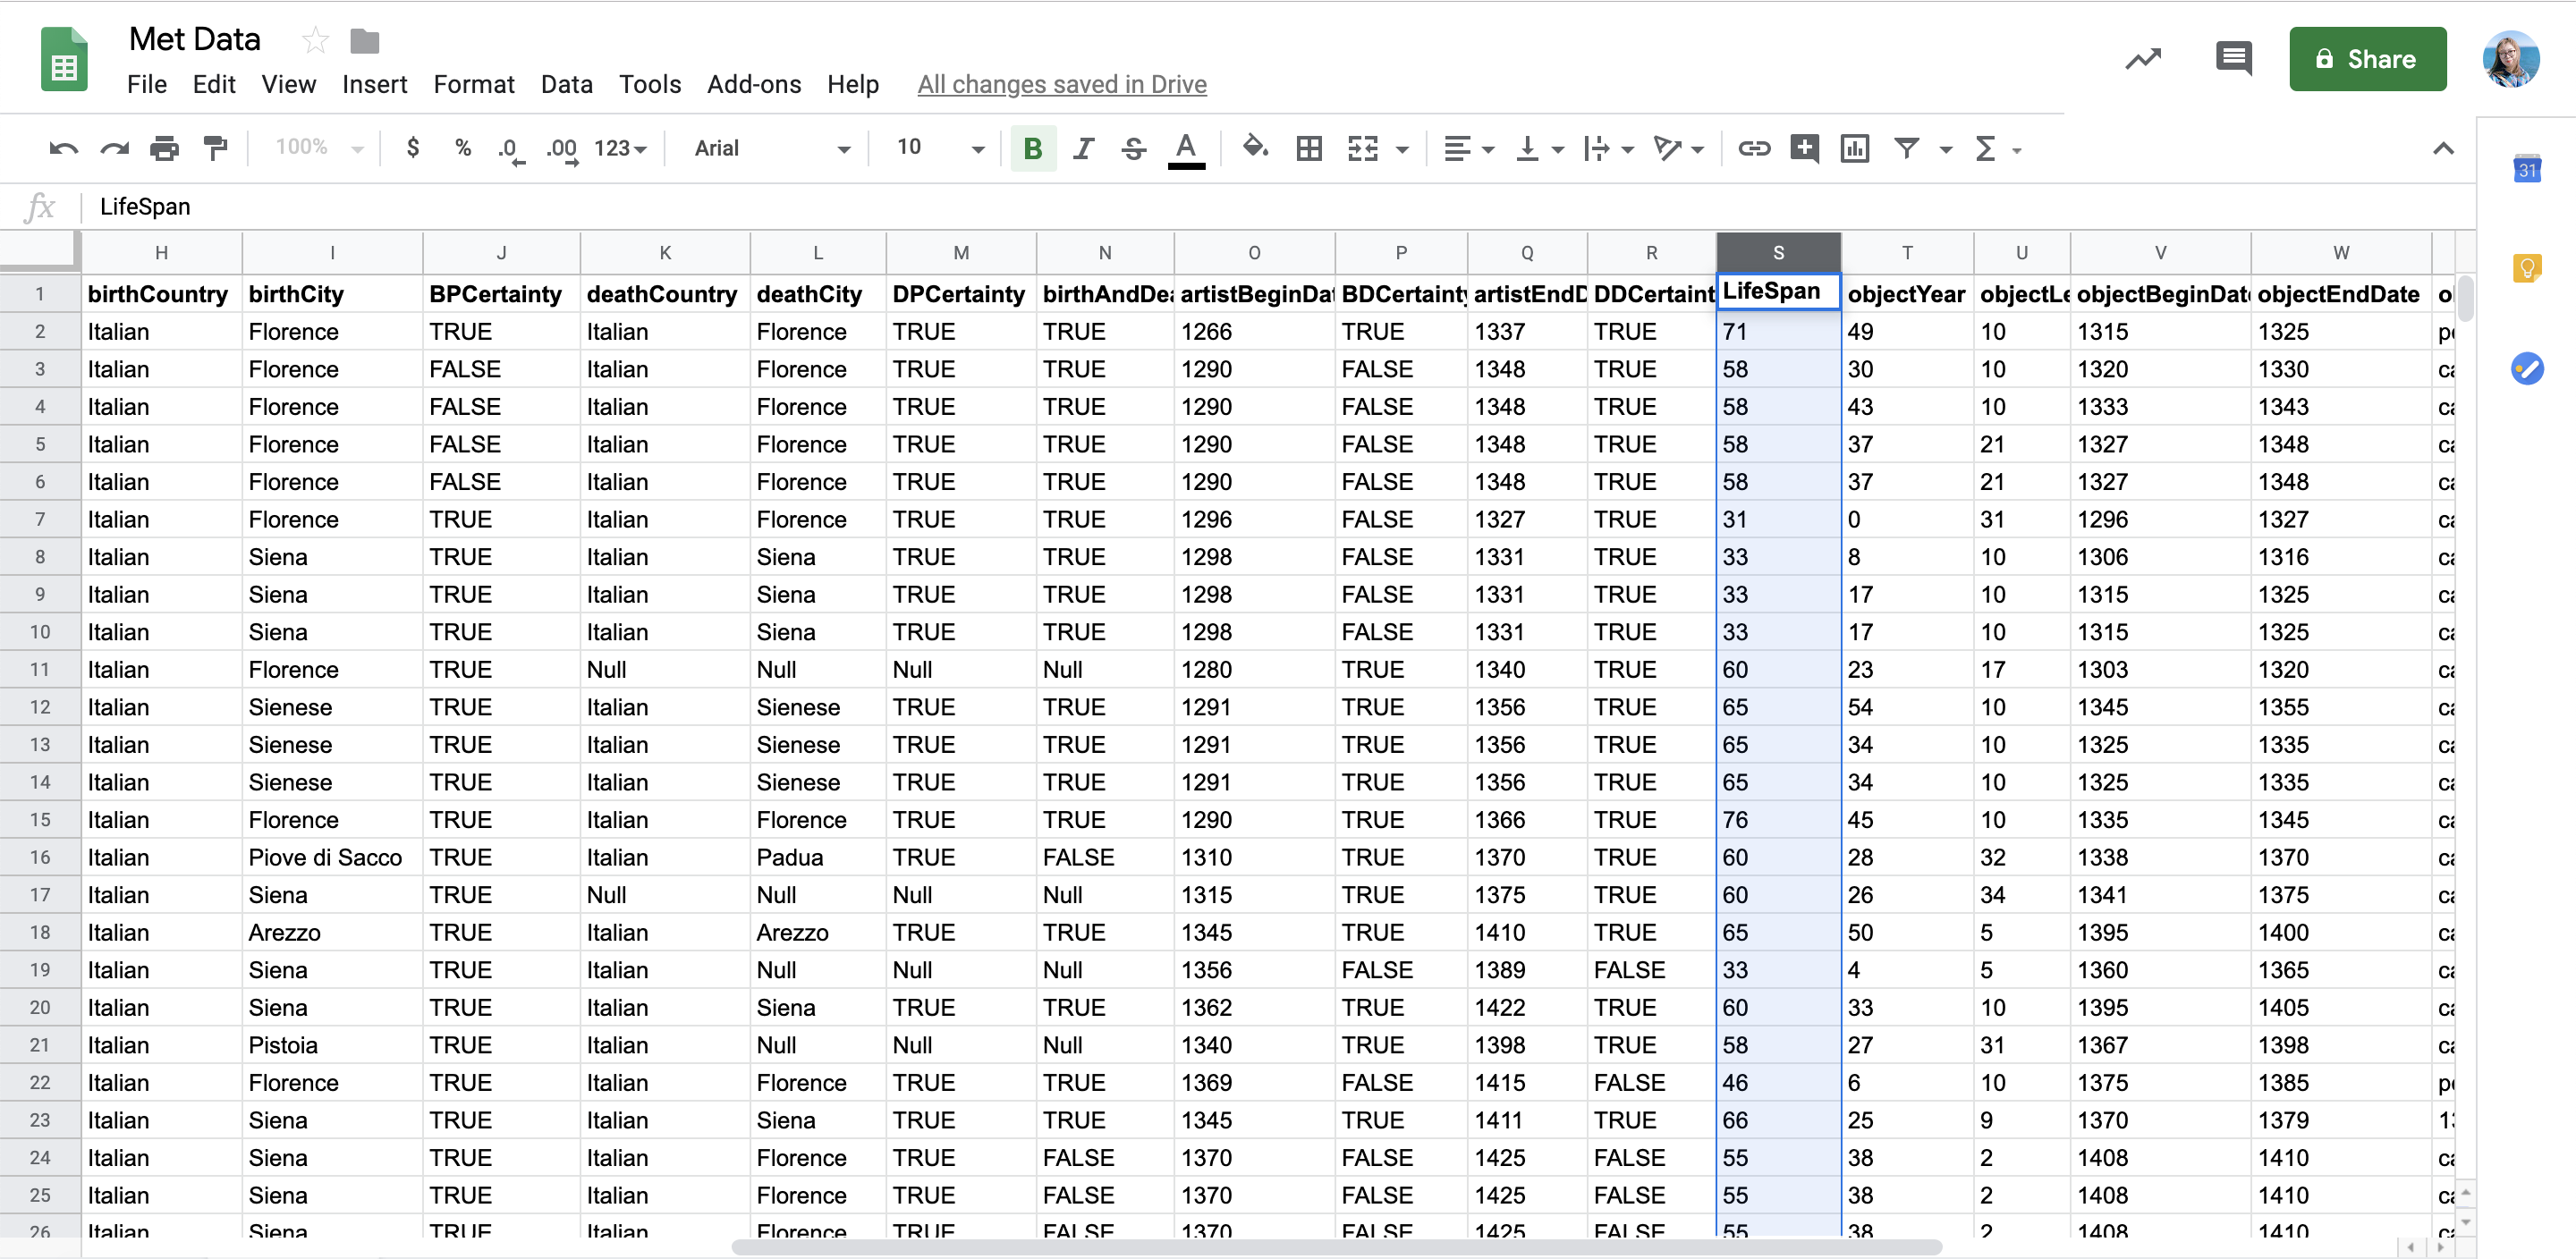 Met Data
File Edit View Insert Format Data Tools Add-ons Help All changes saved in Drive
Share
100% $ % .0 .00 123 Arial 10 B I S A Σ
31
fx LifeSpan
H I J K L M N O P Q R S T U V W
1 birthCountry birthCity BPCertainty deathCountry deathCity DPCertainty birthAndDea artistBeginDat BDCertainty artistEndD DDCertaint LifeSpan objectYear objectLe objectBeginDate objectEndDate
2 Italian Florence TRUE Italian Florence TRUE TRUE 1266 TRUE 1337 TRUE 71 49 10 1315 1325
3 Italian Florence FALSE Italian Florence TRUE TRUE 1290 FALSE 1348 TRUE 58 30 10 1320 1330
4 Italian Florence FALSE Italian Florence TRUE TRUE 1290 FALSE 1348 TRUE 58 43 10 1333 1343
5 Italian Florence FALSE Italian Florence TRUE TRUE 1290 FALSE 1348 TRUE 58 37 21 1327 1348
6 Italian Florence FALSE Italian Florence TRUE TRUE 1290 FALSE 1348 TRUE 58 37 21 1327 1348
7 Italian Florence TRUE Italian Florence TRUE TRUE 1296 FALSE 1327 TRUE 31 0 31 1296 1327
8 Italian Siena TRUE Italian Siena TRUE TRUE 1298 FALSE 1331 TRUE 33 8 10 1306 1316
9 Italian Siena TRUE Italian Siena TRUE TRUE 1298 FALSE 1331 TRUE 33 17 10 1315 1325
10 Italian Siena TRUE Italian Siena TRUE TRUE 1298 FALSE 1331 TRUE 33 17 10 1315 1325
11 Italian Florence TRUE Null Null Null Null 1280 TRUE 1340 TRUE 60 23 17 1303 1320
12 Italian Sienese TRUE Italian Sienese TRUE TRUE 1291 TRUE 1356 TRUE 65 54 10 1345 1355
13 Italian Sienese TRUE Italian Sienese TRUE TRUE 1291 TRUE 1356 TRUE 65 34 10 1325 1335
14 Italian Sienese TRUE Italian Sienese TRUE TRUE 1291 TRUE 1356 TRUE 65 34 10 1325 1335
15 Italian Florence TRUE Italian Florence TRUE TRUE 1290 TRUE 1366 TRUE 76 45 10 1335 1345
16 Italian Piove di Sacco TRUE Italian Padua TRUE FALSE 1310 TRUE 1370 TRUE 60 28 32 1338 1370
17 Italian Siena TRUE Null Null Null Null 1315 TRUE 1375 TRUE 60 26 34 1341 1375
18 Italian Arezzo TRUE Italian Arezzo TRUE TRUE 1345 TRUE 1410 TRUE 65 50 5 1395 1400
19 Italian Siena TRUE Italian Null Null Null 1356 FALSE 1389 FALSE 33 4 5 1360 1365
20 Italian Siena TRUE Italian Siena TRUE TRUE 1362 TRUE 1422 TRUE 60 33 10 1395 1405
21 Italian Pistoia TRUE Italian Null Null Null 1340 TRUE 1398 TRUE 58 27 31 1367 1398
22 Italian Florence TRUE Italian Florence TRUE TRUE 1369 FALSE 1415 FALSE 46 6 10 1375 1385
23 Italian Siena TRUE Italian Siena TRUE TRUE 1345 TRUE 1411 TRUE 66 25 9 1370 1379
24 Italian Siena TRUE Italian Florence TRUE FALSE 1370 FALSE 1425 FALSE 55 38 2 1408 1410
25 Italian Siena TRUE Italian Florence TRUE FALSE 1370 FALSE 1425 FALSE 55 38 2 1408 1410
26 Italian Siena TRUE Italian Florence TRUE FALSE 1370 FALSE 1425 FALSE 55 38 2 1408 1410